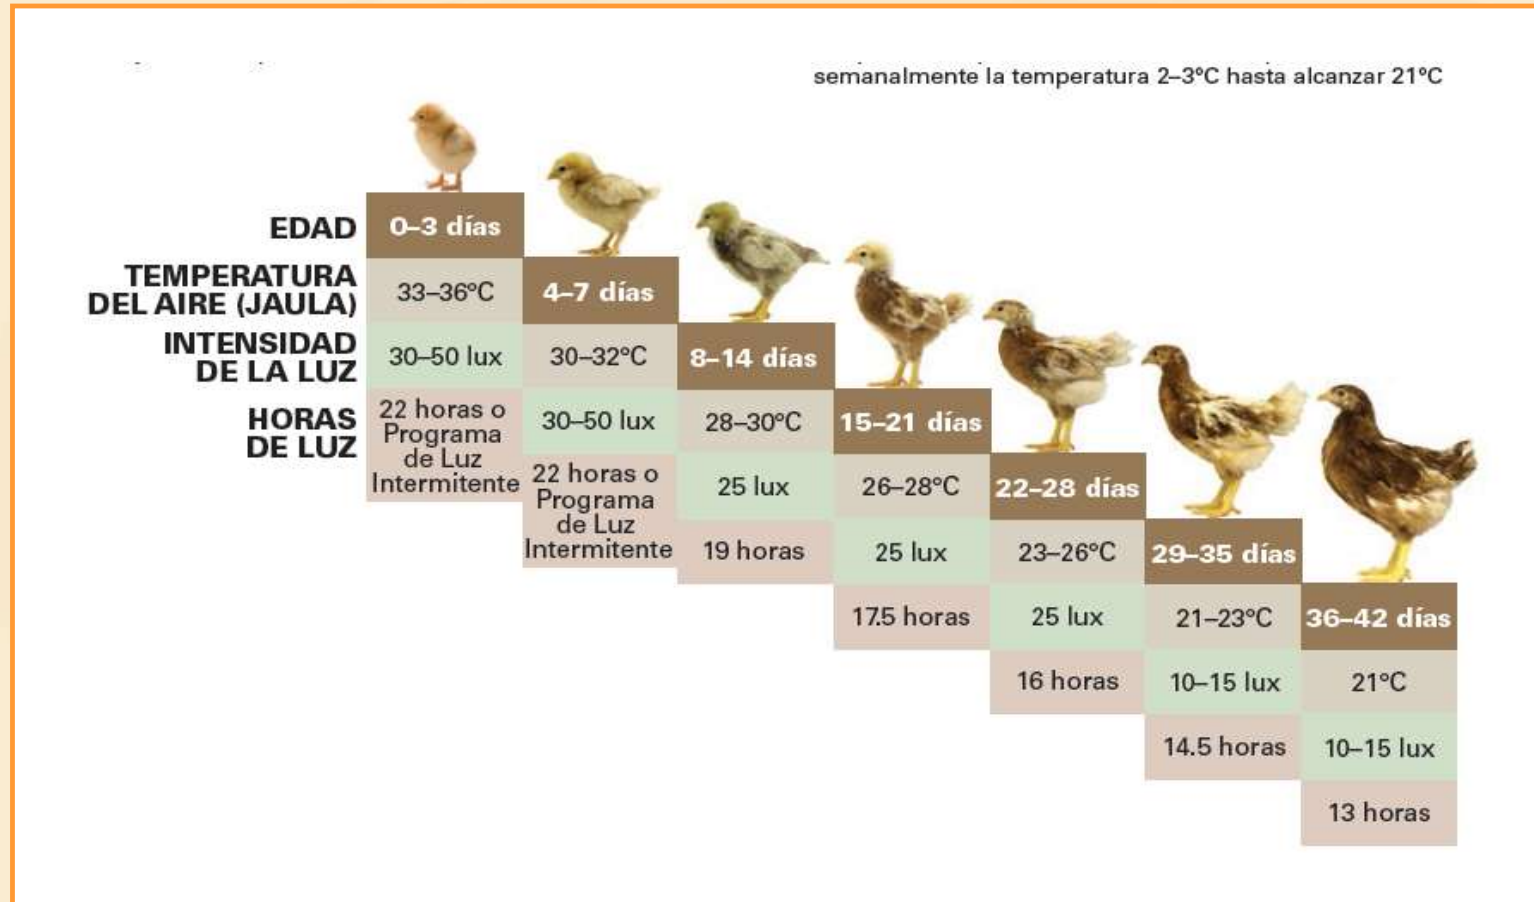 semanalmente la temperatura 2–3°C hasta alcanzar 21°C
EDAD
0–3 días
TEMPERATURA
DEL AIRE (JAULA)
33–36°C
4–7 días
INTENSIDAD
DE LA LUZ
30–50 lux
30–32°C
8–14 días
HORAS
DE LUZ
22 horas o
Programa
de Luz
Intermitente
30–50 lux
28–30°C
15–21 días
22 horas o
Programa
de Luz
Intermitente
25 lux
26–28°C
22–28 días
19 horas
25 lux
23–26°C
29–35 días
17.5 horas
25 lux
21–23°C
36–42 días
16 horas
10–15 lux
21°C
14.5 horas
10–15 lux
13 horas